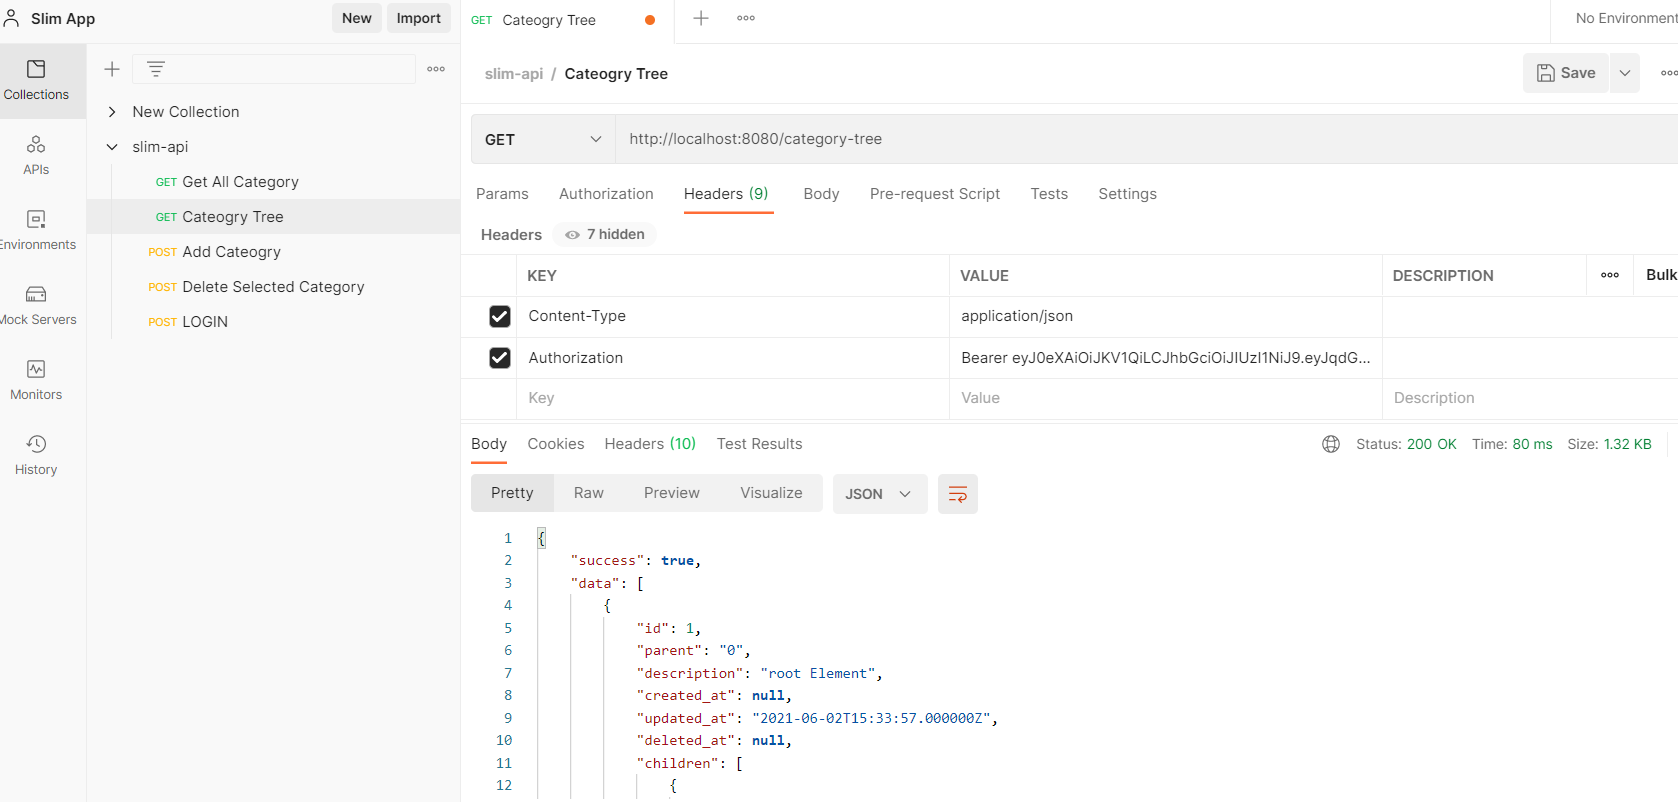 Slim App
New
Import
GET Cateogry Tree
No Environment
Collections
APIs
Environments
Mock Servers
Monitors
History
New Collection
slim-api
GET Get All Category
GET Cateogry Tree
POST Add Cateogry
POST Delete Selected Category
POST LOGIN
slim-api / Cateogry Tree
Save
GET
http://localhost:8080/category-tree
Params Authorization Headers (9) Body Pre-request Script Tests Settings
Headers 7 hidden
KEY VALUE DESCRIPTION Bulk
Content-Type application/json
Authorization Bearer eyJ0eXAiOiJKV1QiLCJhbGciOiJIUzI1NiJ9.eyJqdG...
Key Value Description
Body Cookies Headers (10) Test Results
Status: 200 OK Time: 80 ms Size: 1.32 KB
Pretty Raw Preview Visualize JSON
1 {
2 "success": true,
3 "data": [
4 {
5 "id": 1,
6 "parent": "0",
7 "description": "root Element",
8 "created_at": null,
9 "updated_at": "2021-06-02T15:33:57.000000Z",
10 "deleted_at": null,
11 "children": [
12 {